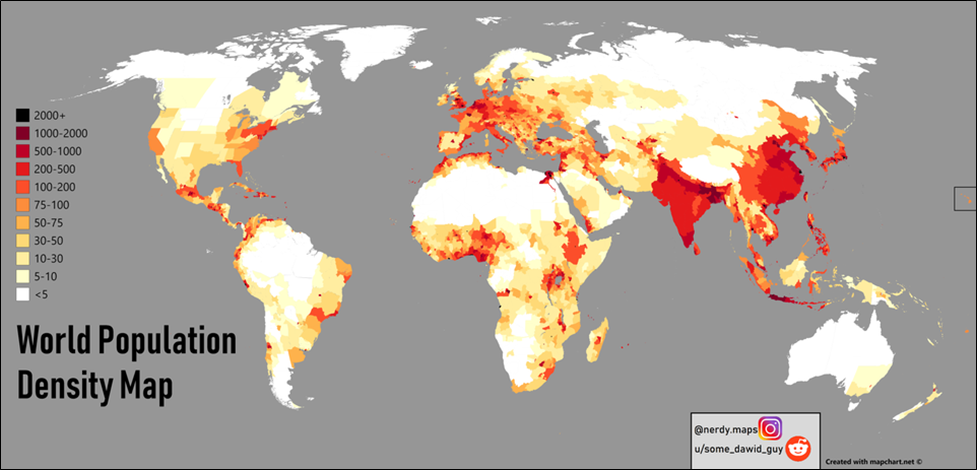 2000+
1000-2000
500-1000
200-500
100-200
75-100
50-75
30-50
10-30
5-10
<5
World Population
Density Map
@nerdy.maps
u/some_dawid_guy
Created with mapchart.net ©